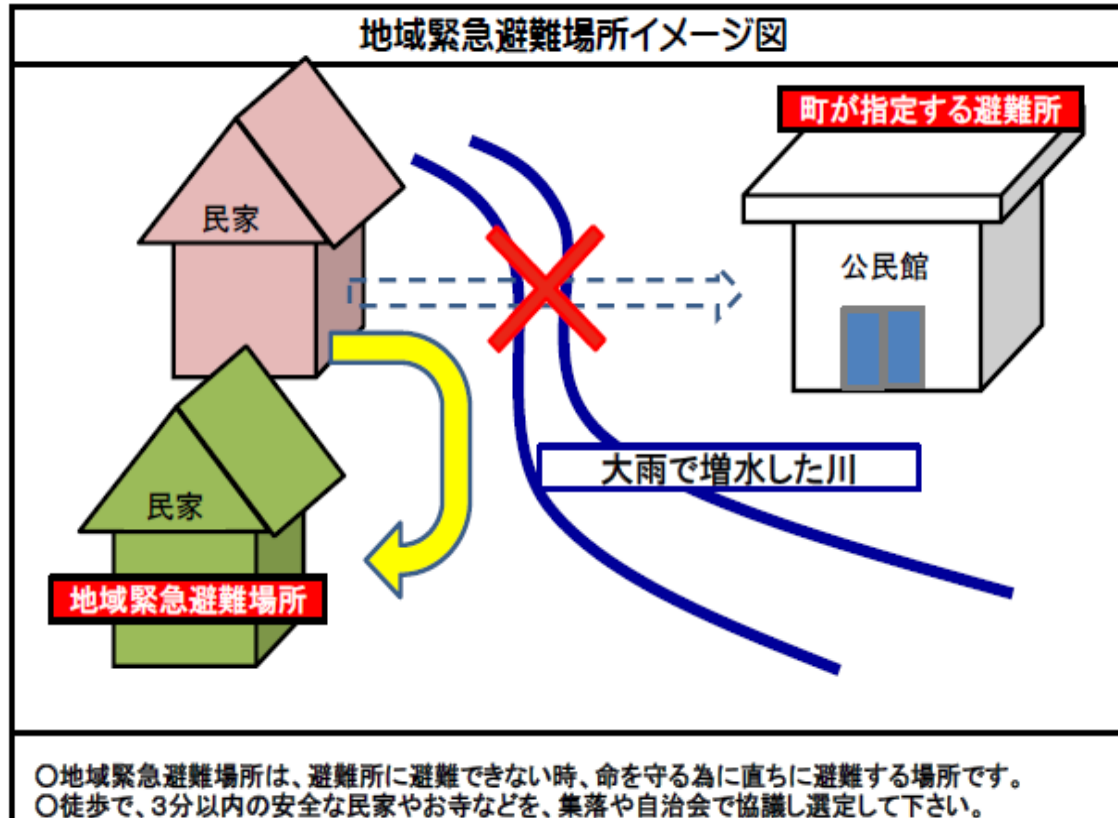 地域緊急避難場所イメージ図
町が指定する避難所
民家
公民館
大雨で増水した川
民家
地域緊急避難場所
○地域緊急避難場所は、避難所に避難できない時、命を守る為に直ちに避難する場所です。
○徒歩で、3分以内の安全な民家やお寺などを、集落や自治会で協議し選定して下さい。